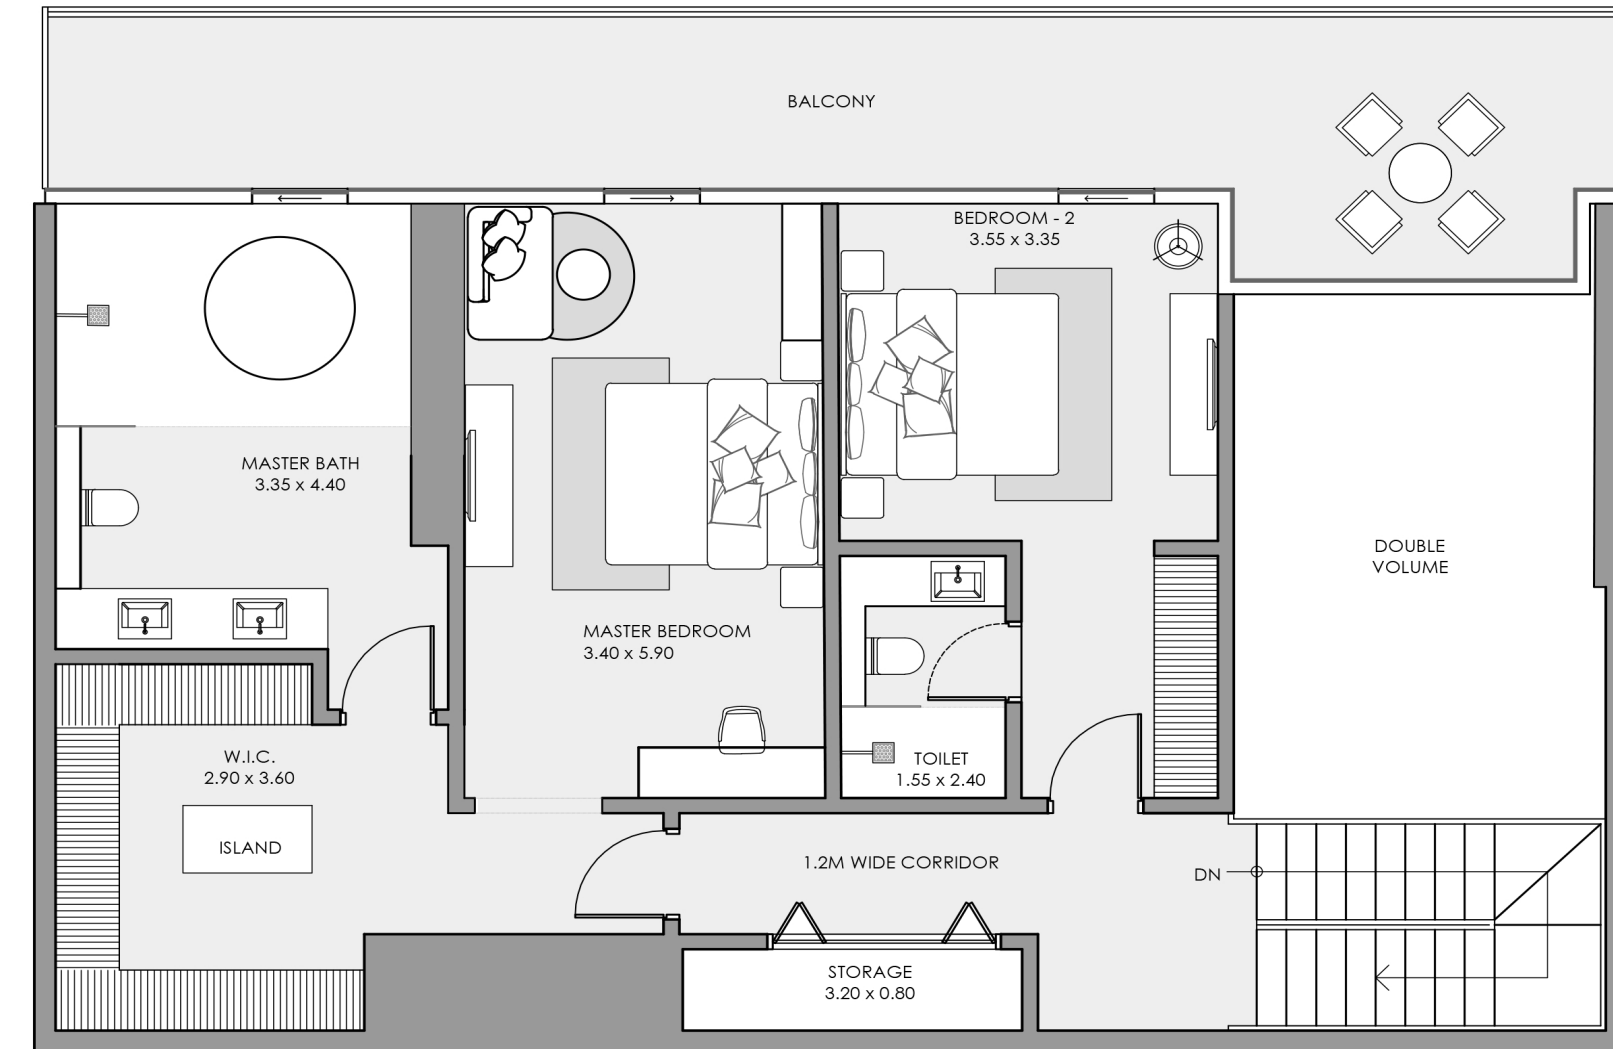 BALCONY
BEDROOM - 2
3.55 x 3.35
MASTER BATH
3.35 x 4.40
DOUBLE
VOLUME
MASTER BEDROOM
3.40 x 5.90
W.I.C.
2.90 x 3.60
TOILET
1.55 x 2.40
ISLAND
1.2M WIDE CORRIDOR
DN
STORAGE
3.20 x 0.80